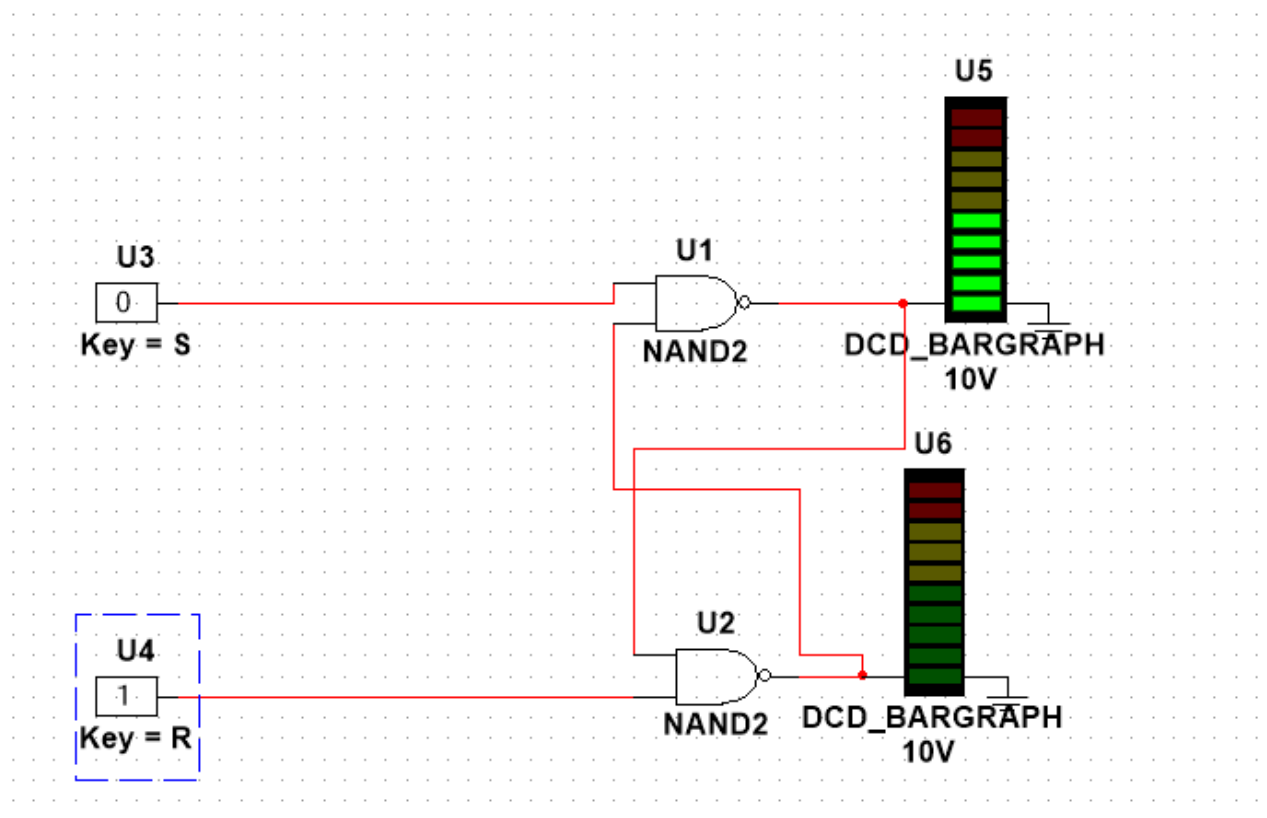 U5
U3
0
Key = S
U1
NAND2
DCD_BARGRAPH
10V
U6
U4
1
Key = R
U2
NAND2
DCD_BARGRAPH
10V